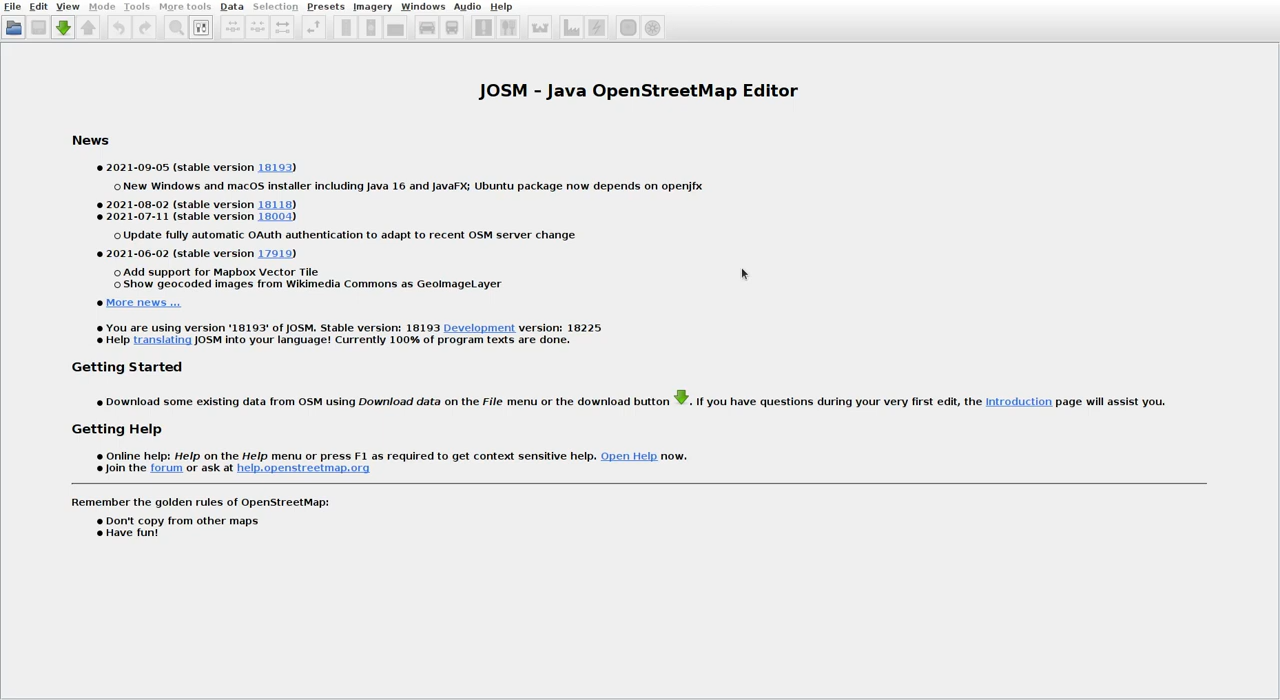 File Edit View Mode Tools More tools Data Selection Presets Imagery Windows Audio Help
JOSM – Java OpenStreetMap Editor
News
2021-09-05 (stable version 18193)
New Windows and macOS installer including Java 16 and JavaFX; Ubuntu package now depends on openjfx
2021-08-02 (stable version 18118)
2021-07-11 (stable version 18004)
Update fully automatic OAuth authentication to adapt to recent OSM server change
2021-06-02 (stable version 17919)
Add support for Mapbox Vector Tile
Show geocoded images from Wikimedia Commons as GeoImageLayer
More news ...
You are using version '18193' of JOSM. Stable version: 18193 Development version: 18225
Help translating JOSM into your language! Currently 100% of program texts are done.
Getting Started
Download some existing data from OSM using Download data on the File menu or the download button . If you have questions during your very first edit, the Introduction page will assist you.
Getting Help
Online help: Help on the Help menu or press F1 as required to get context sensitive help. Open Help now.
Join the forum or ask at help.openstreetmap.org
Remember the golden rules of OpenStreetMap:
Don't copy from other maps
Have fun!